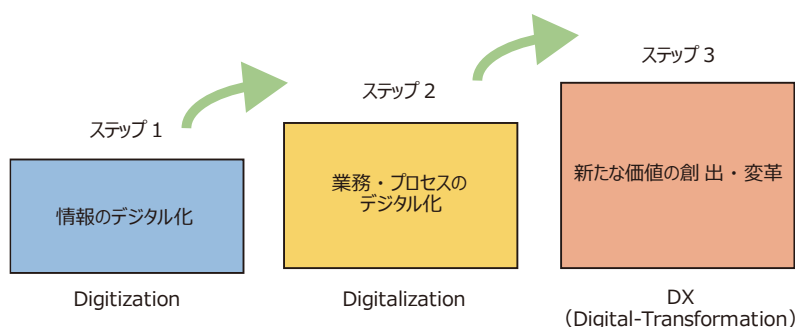 ステップ 1
情報のデジタル化
Digitization
ステップ 2
業務・プロセスの
デジタル化
Digitalization
ステップ 3
新たな価値の創 出・変革
DX
（Digital-Transformation）